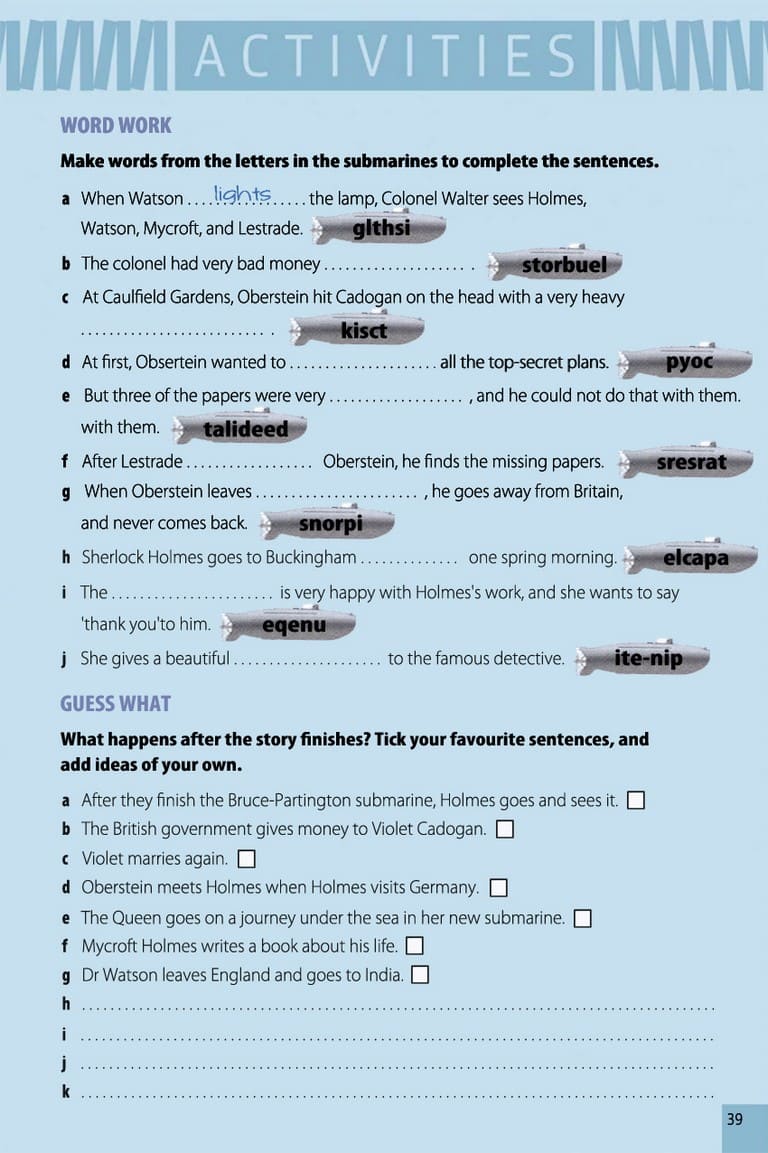 ACTIVITIES
WORD WORK
Make words from the letters in the submarines to complete the sentences.
a When Watson ....lights..... the lamp, Colonel Walter sees Holmes,
Watson, Mycroft, and Lestrade. glthsi
b The colonel had very bad money .................... . storbuel
c At Caulfield Gardens, Oberstein hit Cadogan on the head with a very heavy
.......................... . kisct
d At first, Obsertein wanted to ..................... all the top-secret plans. pyoc
e But three of the papers were very ..................., and he could not do that with them.
with them. talideed
f After Lestrade .................. Oberstein, he finds the missing papers. sresrat
g When Oberstein leaves ......................., he goes away from Britain,
and never comes back. snorpi
h Sherlock Holmes goes to Buckingham .............. one spring morning. elcapa
i The ....................... is very happy with Holmes's work, and she wants to say
'thank you'to him. eqenu
j She gives a beautiful ..................... to the famous detective. ite-nip
GUESS WHAT
What happens after the story finishes? Tick your favourite sentences, and
add ideas of your own.
a After they finish the Bruce-Partington submarine, Holmes goes and sees it.
b The British government gives money to Violet Cadogan.
c Violet marries again.
d Oberstein meets Holmes when Holmes visits Germany.
e The Queen goes on a journey under the sea in her new submarine.
f Mycroft Holmes writes a book about his life.
g Dr Watson leaves England and goes to India.
h ..........................................................................................
i ..........................................................................................
j ..........................................................................................
k ..........................................................................................
39